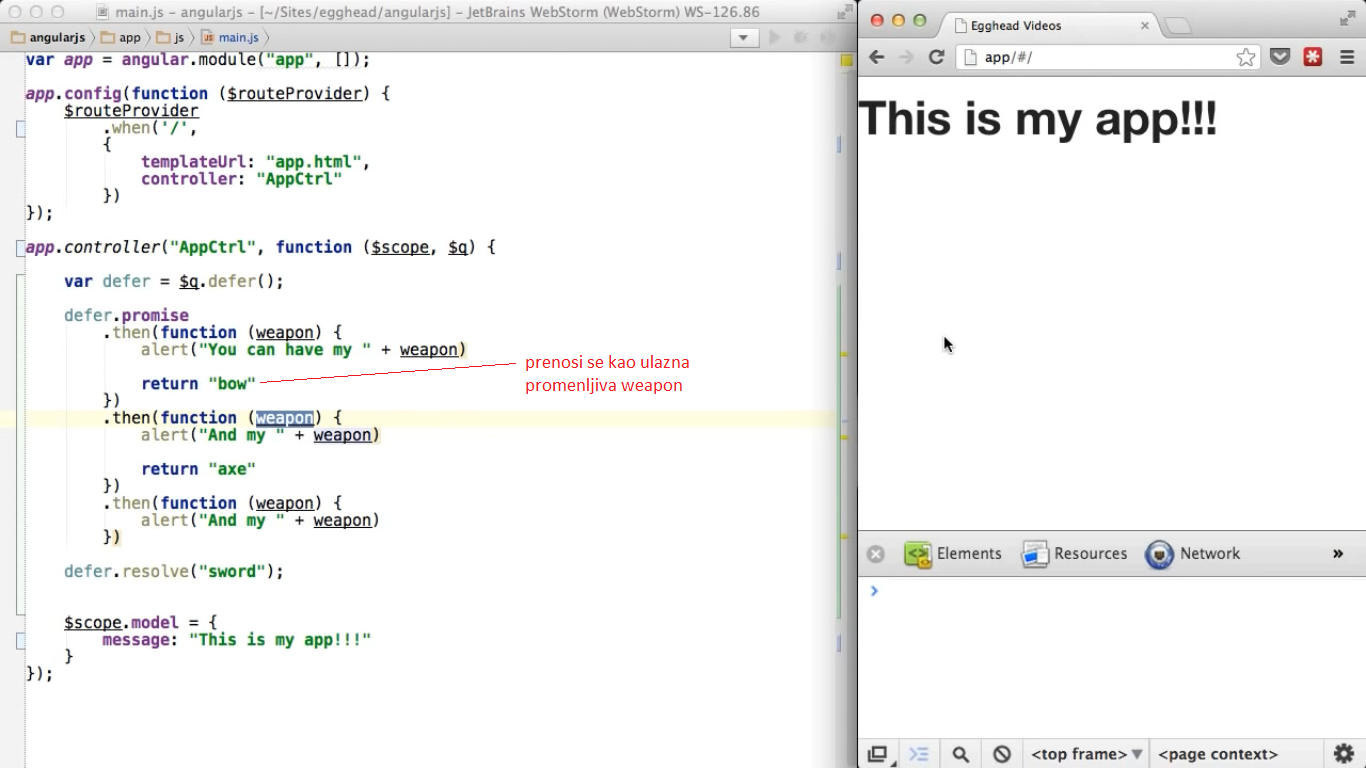 main.js – angularjs – [~/Sites/egghead/angularjs] – JetBrains WebStorm (WebStorm) WS-126.86
angularjs app js main.js
var app = angular.module("app", []);
app.config(function ($routeProvider) {
$routeProvider
.when('/',
{
templateUrl: "app.html",
controller: "AppCtrl"
})
});
app.controller("AppCtrl", function ($scope, $q) {
var defer = $q.defer();
defer.promise
.then(function (weapon) {
alert("You can have my " + weapon)
return "bow"
})
.then(function (weapon) {
alert("And my " + weapon)
return "axe"
})
.then(function (weapon) {
alert("And my " + weapon)
})
defer.resolve("sword");
$scope.model = {
message: "This is my app!!!"
}
});
prenosi se kao ulazna
promenljiva weapon
Egghead Videos
app/#/
This is my app!!!
Elements Resources Network »
<top frame> <page context>